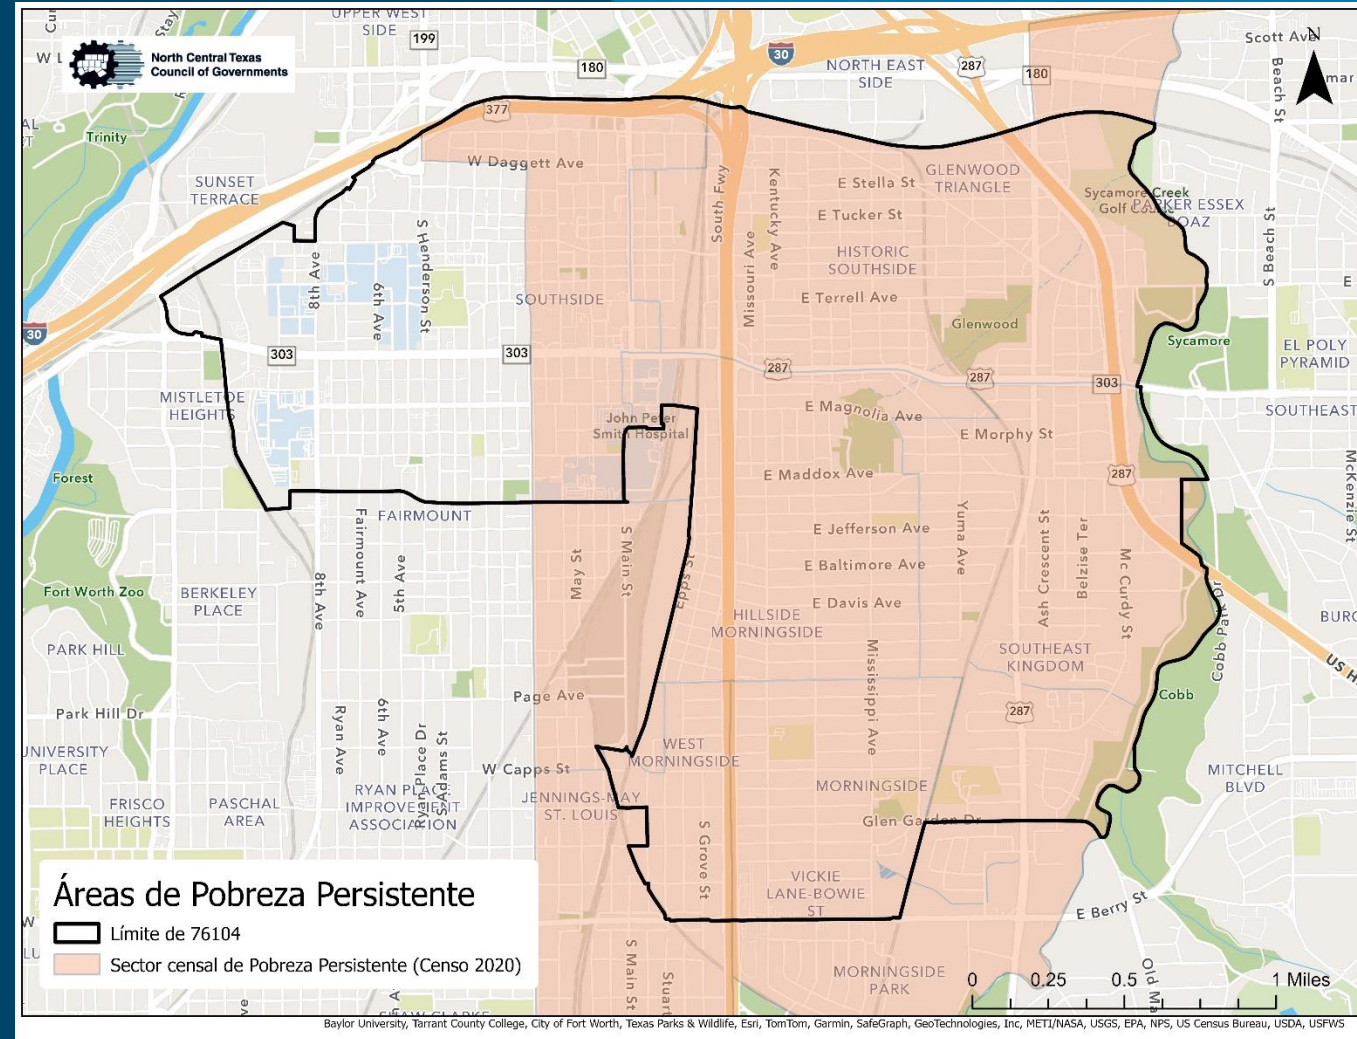 UPPER WEST
SIDE
199
180
North Central Texas
Council of Governments
30
NORTH EAST
SIDE
287
180
Scott Ave
N
Beach St
Trinity
377
W Daggett Ave
SUNSET
TERRACE
South Fwy
Kentucky Ave
E Stella St
GLENWOOD
TRIANGLE
Sycamore Creek
Golf Course
PARKER ESSEX
BOAZ
E Tucker St
S Henderson St
8th Ave
6th Ave
Missouri Ave
HISTORIC
SOUTHSIDE
S Beach St
SOUTHSIDE
E Terrell Ave
Glenwood
Sycamore
30
303
303
287
287
303
EL POLY
PYRAMID
MISTLETOE
HEIGHTS
John Peter
Smith Hospital
E Magnolia Ave
E Morphy St
SOUTHEAST
Forest
E Maddox Ave
287
McKenzie St
FAIRMOUNT
Fairmount Ave
8th Ave
5th Ave
May St
S Main St
Epps St
E Jefferson Ave
Yuma Ave
Ash Crescent St
Belzise Ter
Mc Curdy St
E Baltimore Ave
Fort Worth Zoo
BERKELEY
PLACE
E Davis Ave
HILLSIDE
MORNINGSIDE
Cobb Park Dr
PARK HILL
Mississippi Ave
SOUTHEAST
KINGDOM
US H
Page Ave
Cobb
Park Hill Dr
Ryan Ave
6th Ave
Ryan Place Dr
S Adams St
287
UNIVERSITY
PLACE
WEST
MORNINGSIDE
W Capps St
MITCHELL
BLVD
FRISCO
HEIGHTS
PASCHAL
AREA
RYAN PLACE
IMPROVEMENT
ASSOCIATION
JENNINGS-MAY
ST. LOUIS
MORNINGSIDE
Glen Garden Dr
S Grove St
VICKIE
LANE-BOWIE
ST
E Berry St
Áreas de Pobreza Persistente
Límite de 76104
Sector censal de Pobreza Persistente (Censo 2020)
S Main St
Stuart
MORNINGSIDE
PARK
0 0.25 0.5 1 Miles
Baylor University, Tarrant County College, City of Fort Worth, Texas Parks & Wildlife, Esri, TomTom, Garmin, SafeGraph, GeoTechnologies, Inc, METI/NASA, USGS, EPA, NPS, US Census Bureau, USDA, USFWS